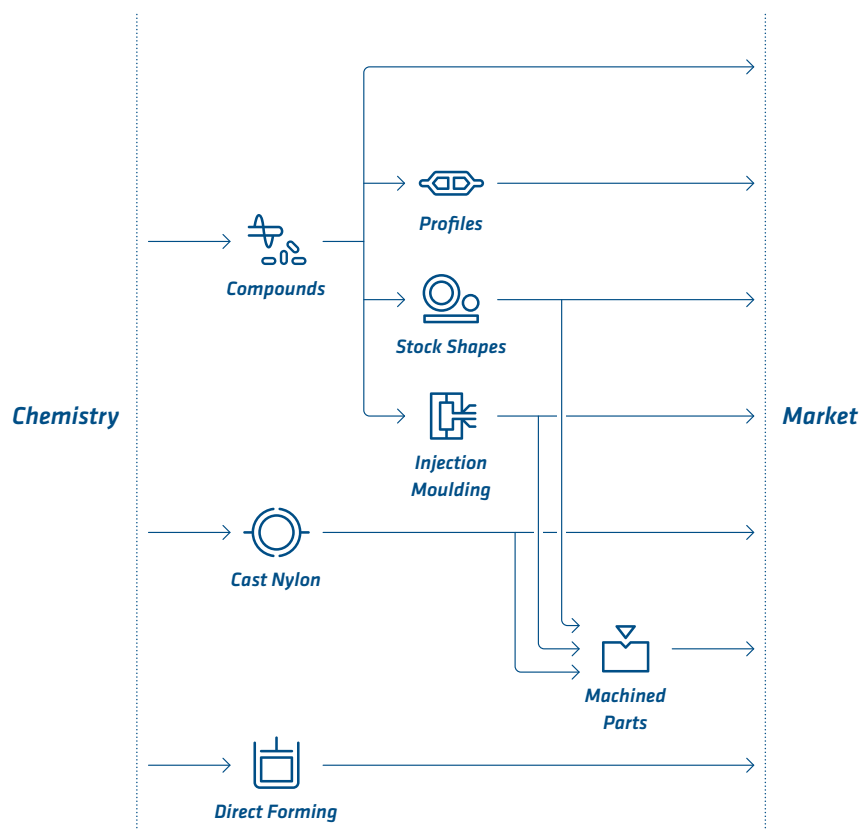 Profiles
Compounds
Stock Shapes
Chemistry
Market
Injection
Moulding
Cast Nylon
Machined
Parts
Direct Forming